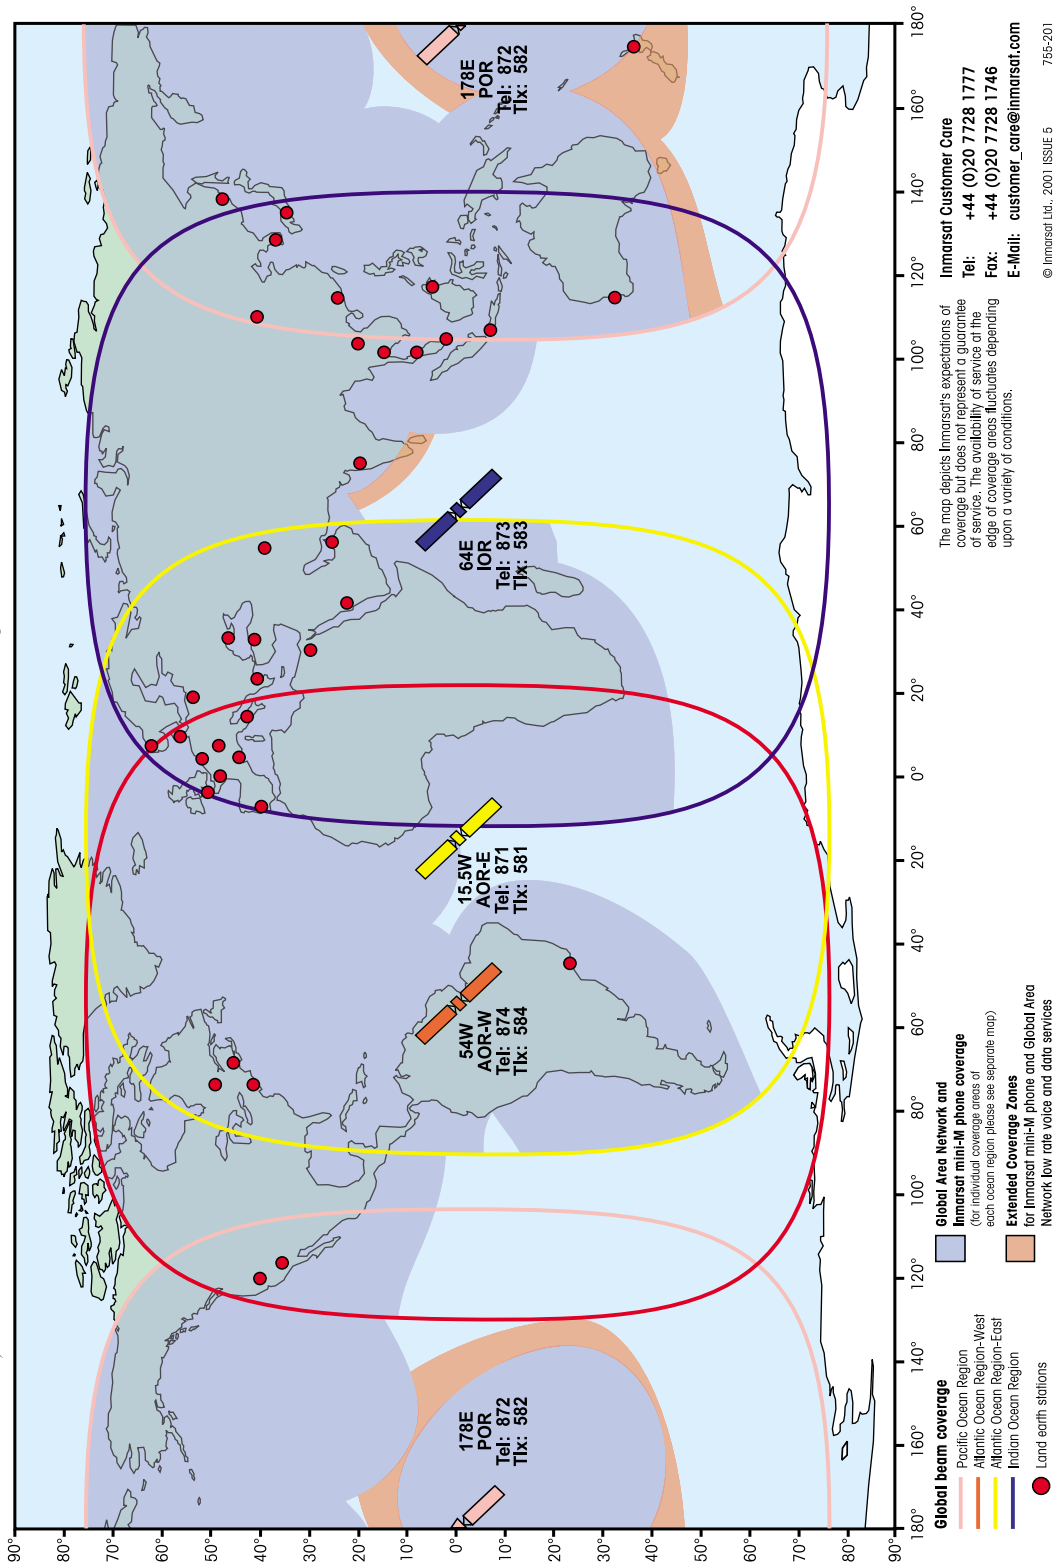 90°
80°
70°
60°
50°
40°
30°
20°
10°
0°
10°
20°
30°
40°
50°
60°
70°
80°
90°
178E
POR
Tel: 872
Tlx: 582
54W
AOR-W
Tel: 874
Tlx: 584
15.5W
AOR-E
Tel: 871
Tlx: 581
64E
IOR
Tel: 873
Tlx: 583
178E
POR
Tel: 872
Tlx: 582
180° 160° 140° 120° 100° 80° 60° 40° 20° 0° 20° 40° 60° 80° 100° 120° 140° 160° 180°
Global beam coverage
Pacific Ocean Region
Atlantic Ocean Region-West
Atlantic Ocean Region-East
Indian Ocean Region
Land earth stations
Global Area Network and
Inmarsat mini-M phone coverage
(for individual coverage areas of
each ocean region please see separate map)
Extended Coverage Zones
for Inmarsat mini-M phone and Global Area
Network low rate voice and data services
The map depicts Inmarsat's expectations of
coverage but does not represent a guarantee
of service. The availability of service at the
edge of coverage areas fluctuates depending
upon a variety of conditions.
Inmarsat Customer Care
Tel: +44 (0)20 7728 1777
Fax: +44 (0)20 7728 1746
E-Mail: customer_care@inmarsat.com
© Inmarsat Ltd., 2001 ISSUE 5 755-201